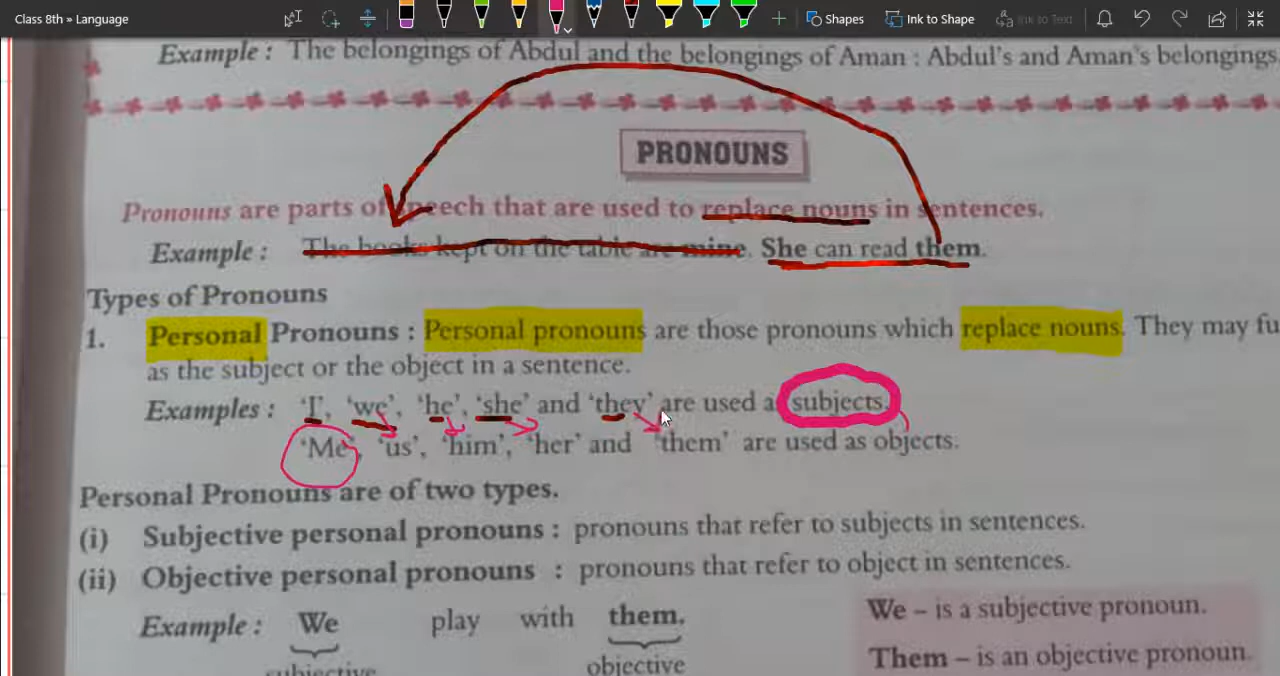 Class 8th » Language
Shapes
Ink to Shape
Ink to Text
Example : The belongings of Abdul and the belongings of Aman : Abdul's and Aman's belongings.
PRONOUNS
Pronouns are parts of speech that are used to replace nouns in sentences.
Example : The books kept on the table are mine. She can read them.
Types of Pronouns
1. Personal Pronouns : Personal pronouns are those pronouns which replace nouns. They may fu
as the subject or the object in a sentence.
Examples : 'I', 'we', 'he', 'she' and 'they' are used a subjects
'Me', 'us', 'him', 'her' and 'them' are used as objects.
Personal Pronouns are of two types.
(i) Subjective personal pronouns : pronouns that refer to subjects in sentences.
(ii) Objective personal pronouns : pronouns that refer to object in sentences.
Example : We play with them.
subjective objective
We – is a subjective pronoun.
Them – is an objective pronoun.